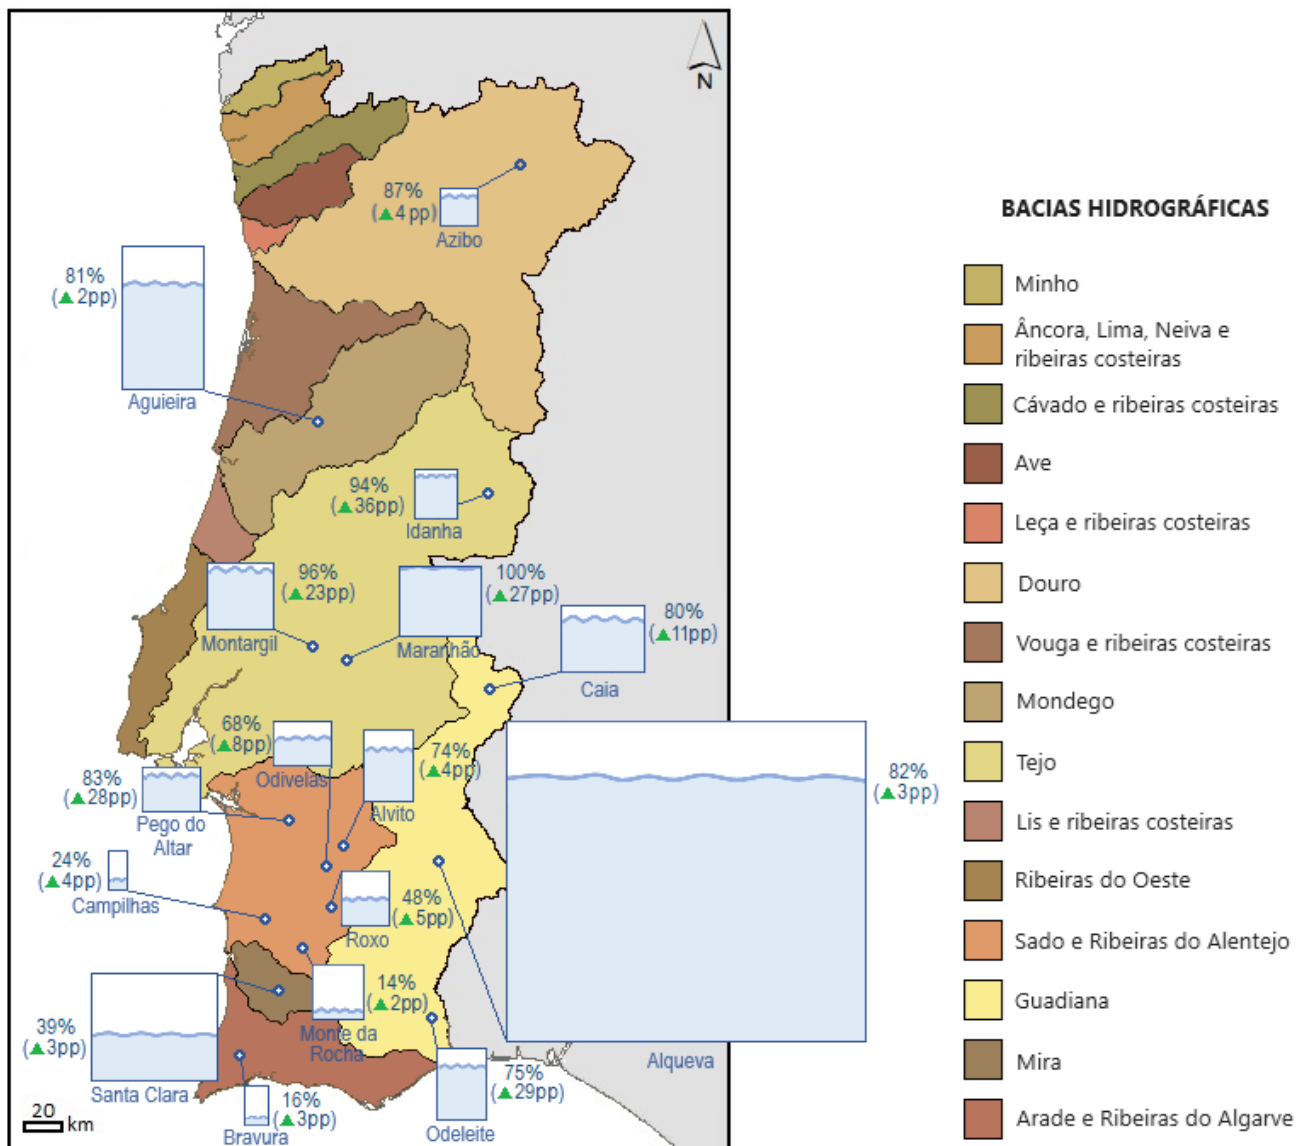 N
87%
(▲4 pp)
Azibo
81%
(▲2pp)
Aguieira
94%
(▲36pp)
Idanha
96%
(▲23pp)
Montargil
100%
(▲27pp)
Maranhão
80%
(▲11pp)
Caia
68%
(▲8pp)
Odivelas
74%
(▲4pp)
Alvito
82%
(▲3pp)
Alqueva
83%
(▲28pp)
Pego do
Altar
24%
(▲4pp)
Campilhas
48%
(▲5pp)
Roxo
14%
(▲2pp)
Monte da
Rocha
39%
(▲3pp)
Santa Clara
16%
(▲3pp)
Bravura
75%
(▲29pp)
Odeleite
20
km
BACIAS HIDROGRÁFICAS
Minho
Âncora, Lima, Neiva e
ribeiras costeiras
Cávado e ribeiras costeiras
Ave
Leça e ribeiras costeiras
Douro
Vouga e ribeiras costeiras
Mondego
Tejo
Lis e ribeiras costeiras
Ribeiras do Oeste
Sado e Ribeiras do Alentejo
Guadiana
Mira
Arade e Ribeiras do Algarve